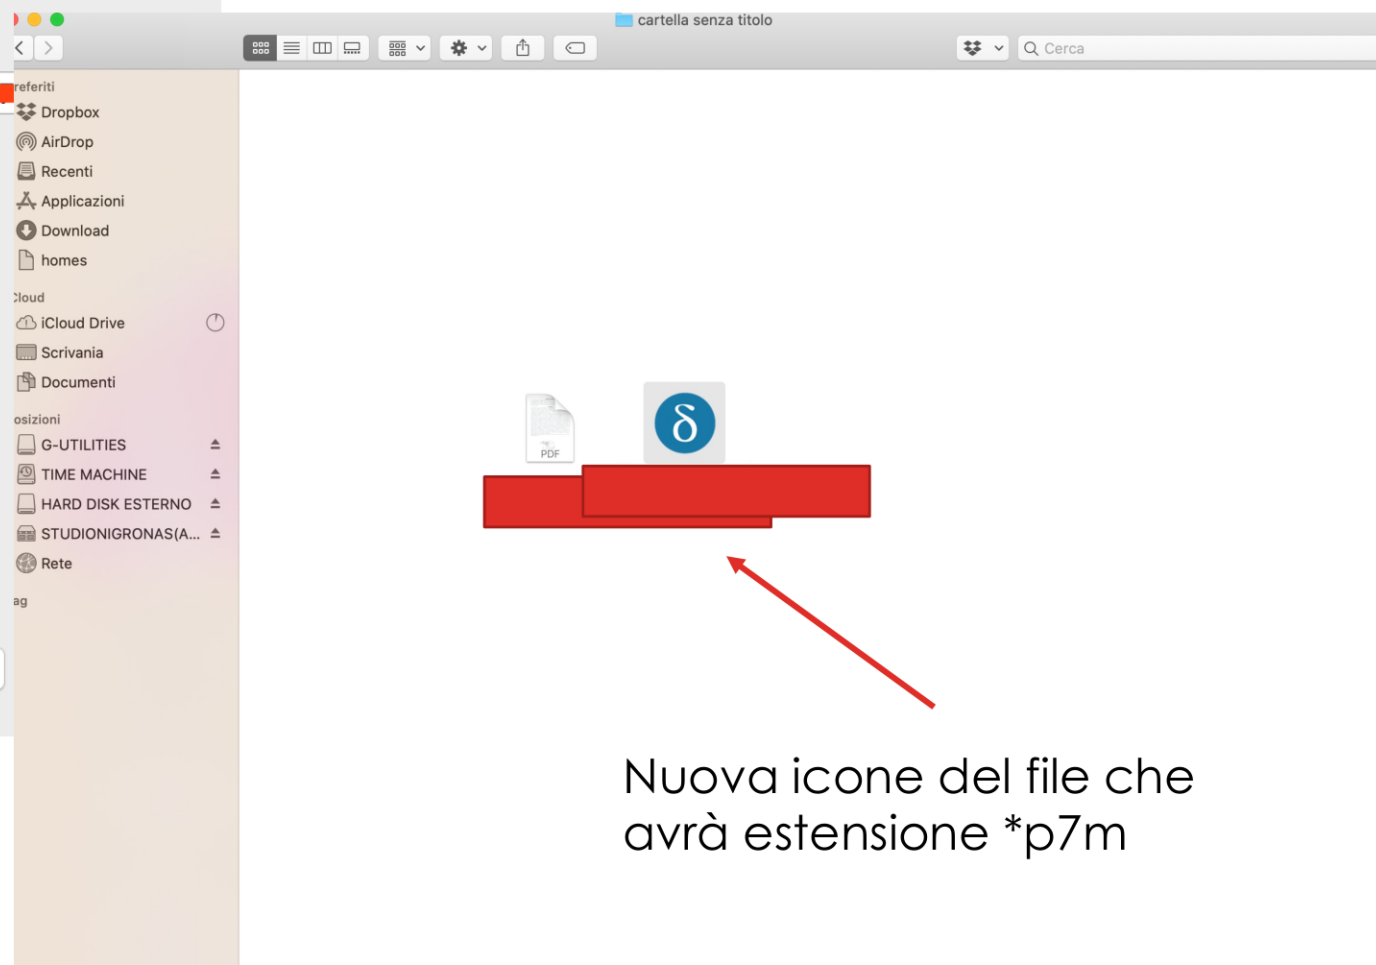 cartella senza titolo
Cerca
referiti
Dropbox
AirDrop
Recenti
Applicazioni
Download
homes
Cloud
iCloud Drive
Scrivania
Documenti
osizioni
G-UTILITIES
TIME MACHINE
HARD DISK ESTERNO
STUDIONIGRONAS(A...
Rete
ag
PDF
δ
Nuova icone del file che
avrà estensione *p7m